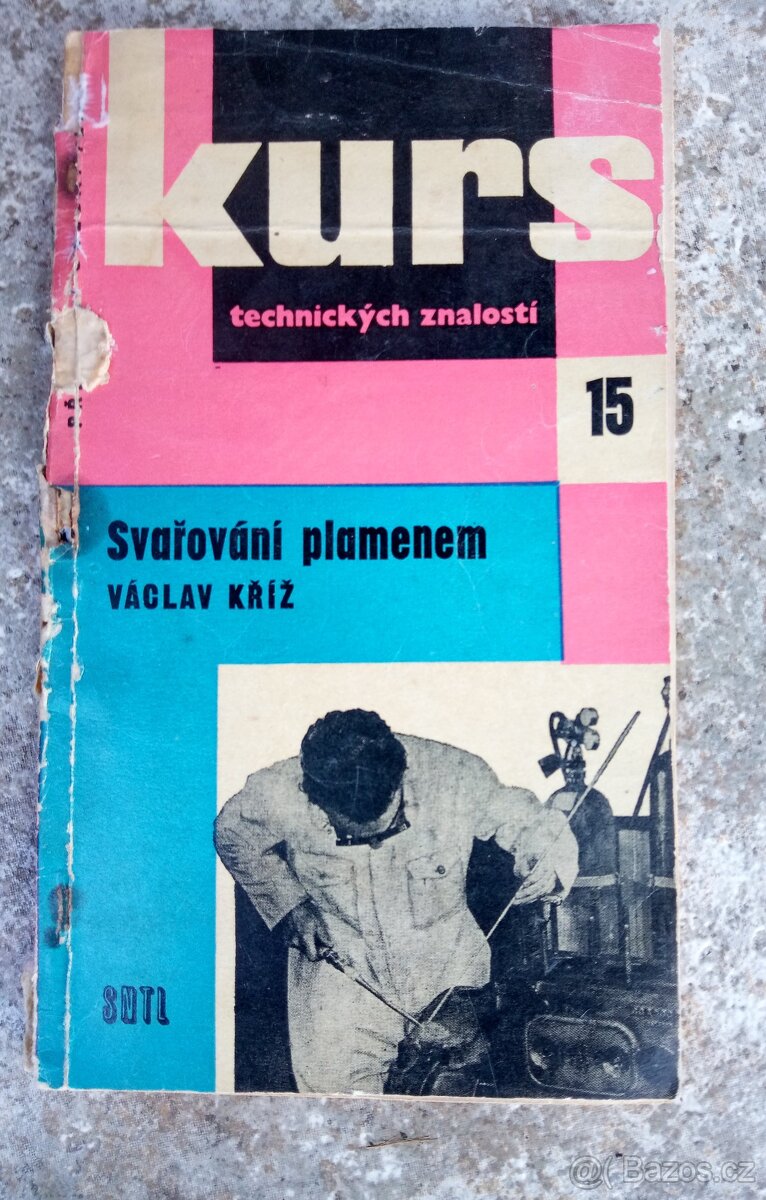 kurs
technických znalostí
15
Svařování plamenem
VÁCLAV KŘÍŽ
SNTL
@( Bazos.cz